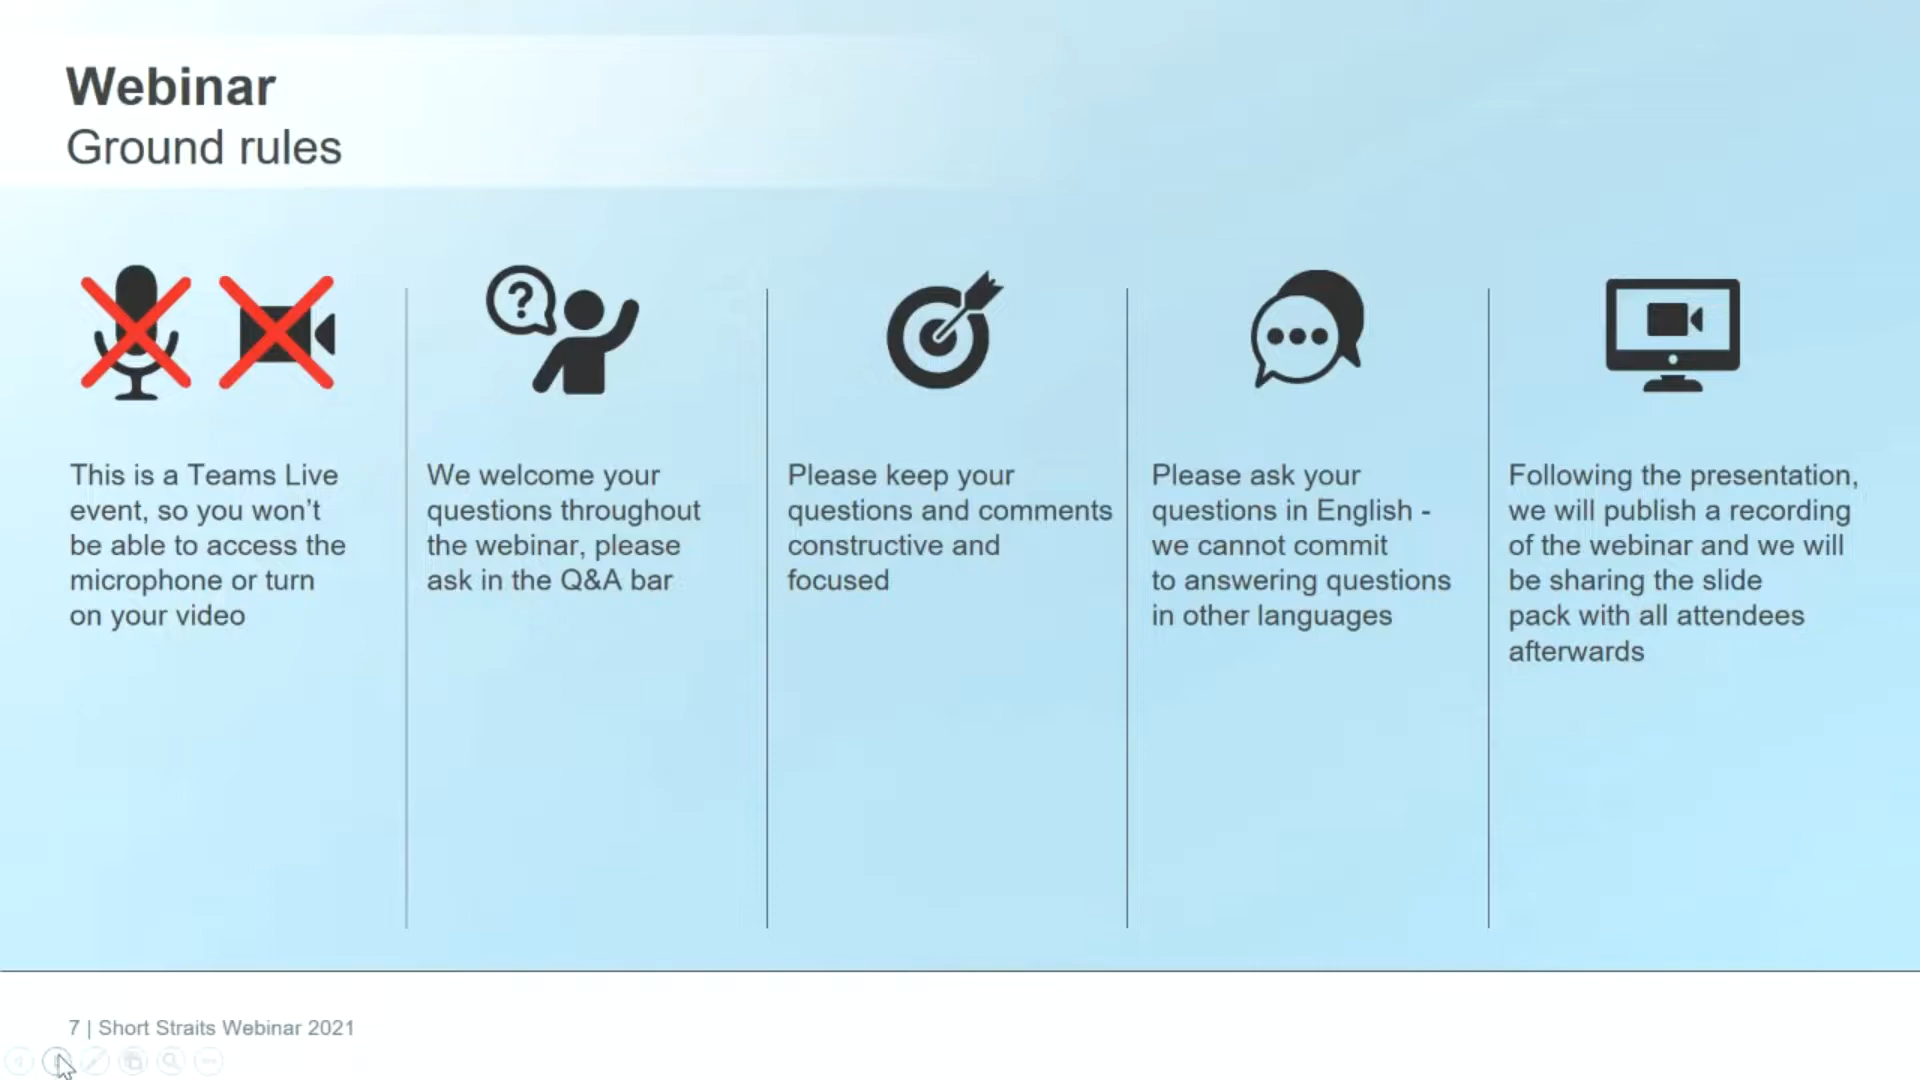 Webinar
Ground rules
?
This is a Teams Live
event, so you won’t
be able to access the
microphone or turn
on your video
We welcome your
questions throughout
the webinar, please
ask in the Q&A bar
Please keep your
questions and comments
constructive and
focused
Please ask your
questions in English -
we cannot commit
to answering questions
in other languages
Following the presentation,
we will publish a recording
of the webinar and we will
be sharing the slide
pack with all attendees
afterwards
7 | Short Straits Webinar 2021